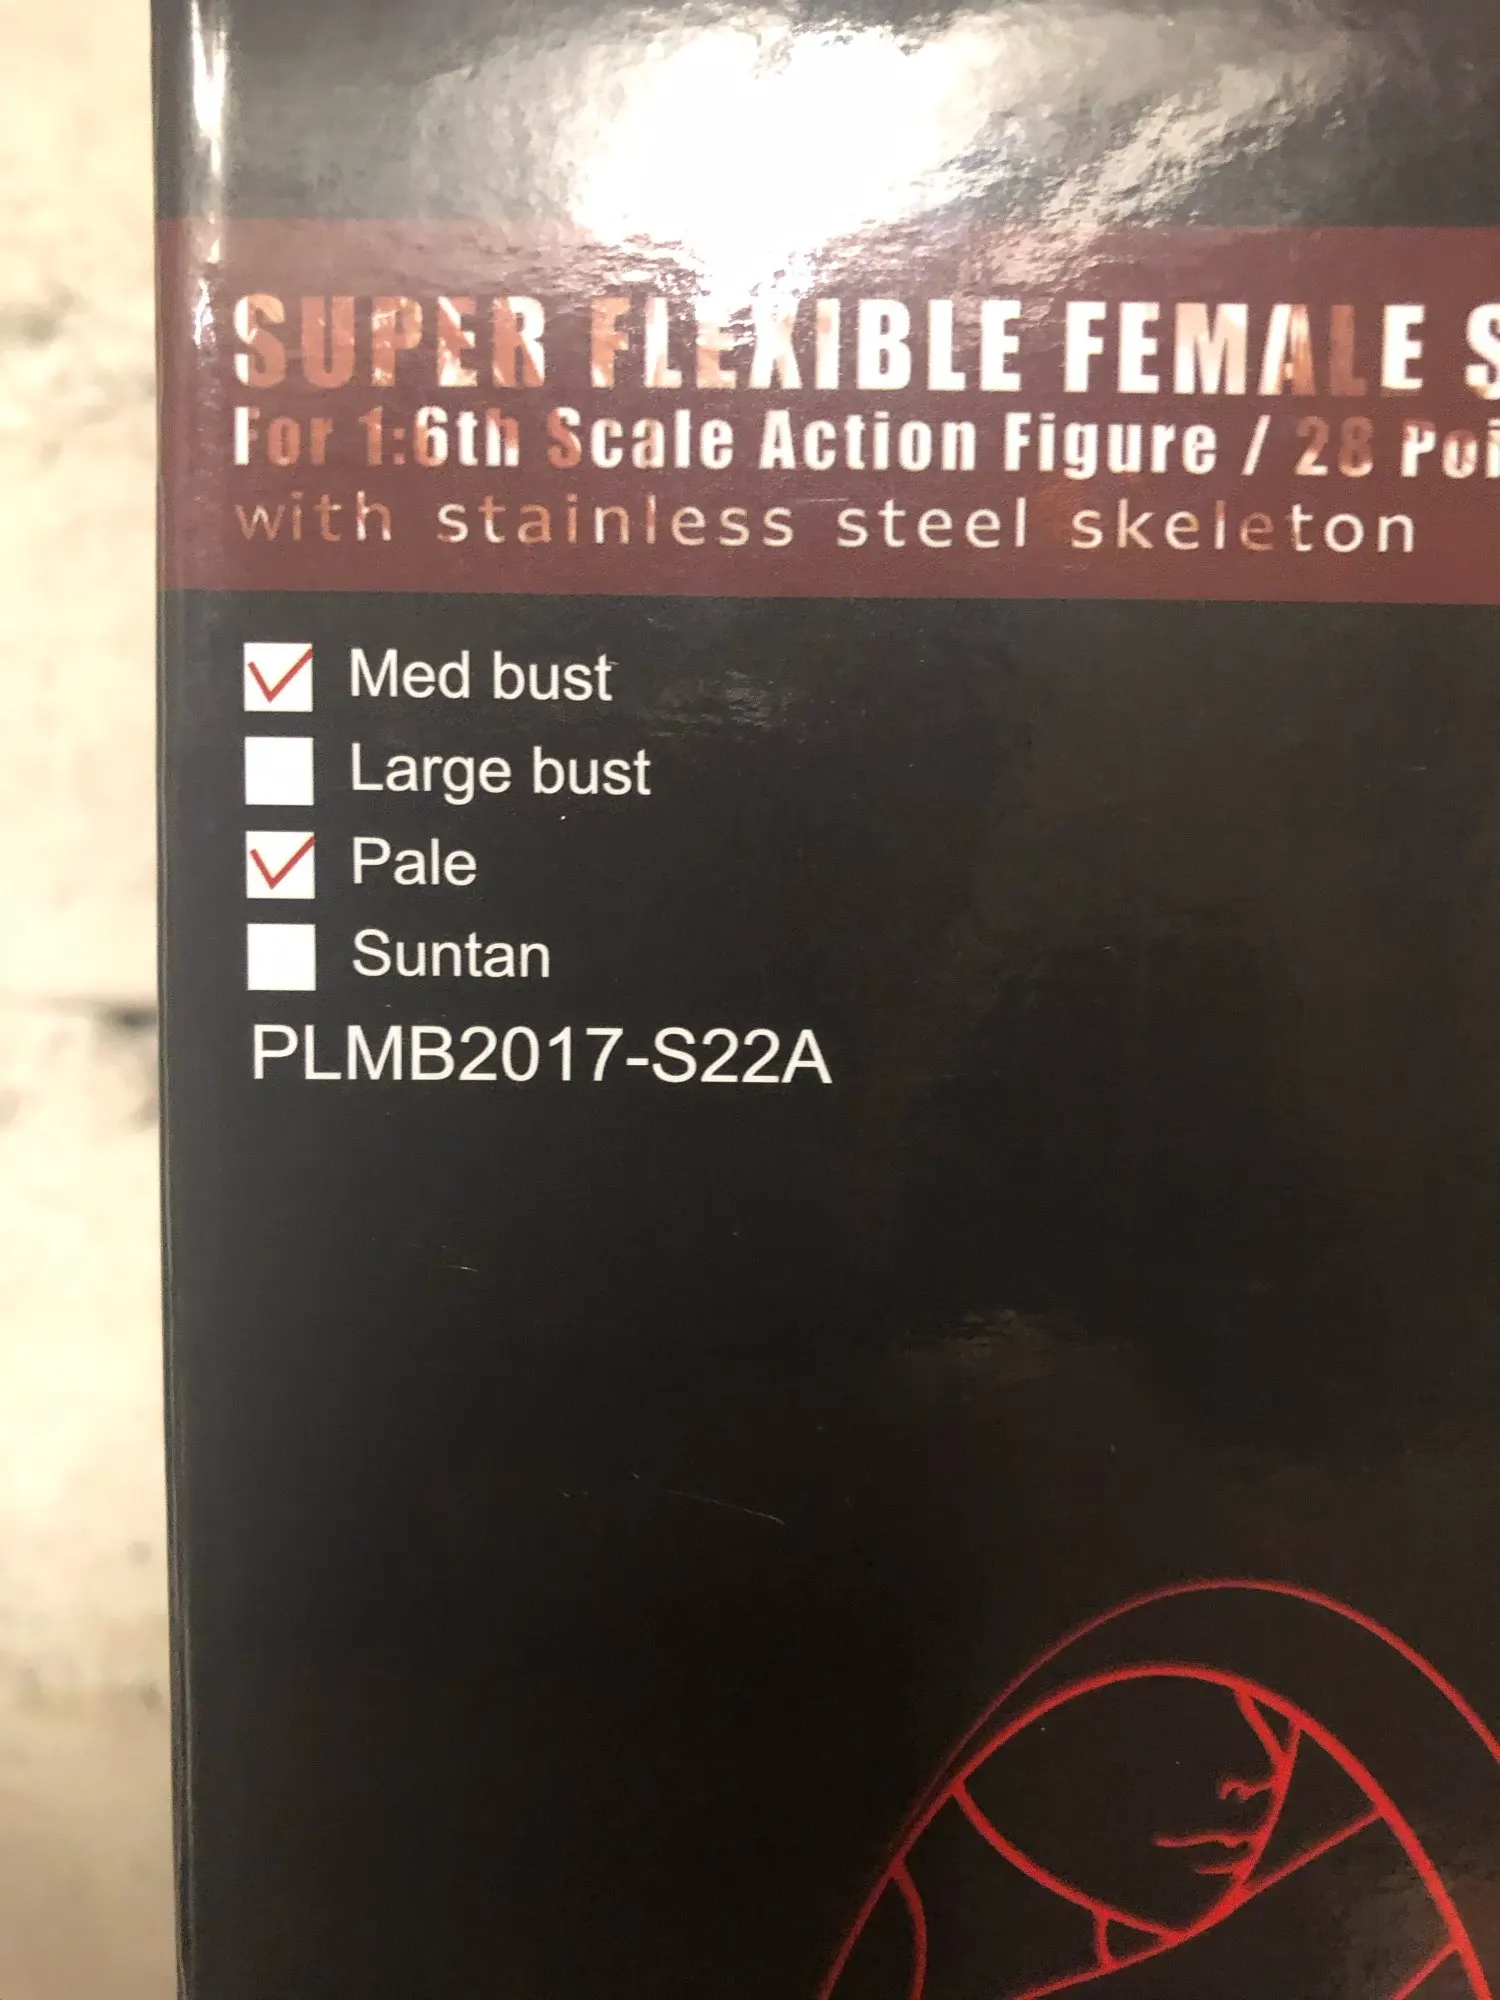 SUPER FLEXIBLE FEMALE S
For 1:6th Scale Action Figure / 28 Poi
with stainless steel skeleton
Med bust
Large bust
Pale
Suntan
PLMB2017-S22A